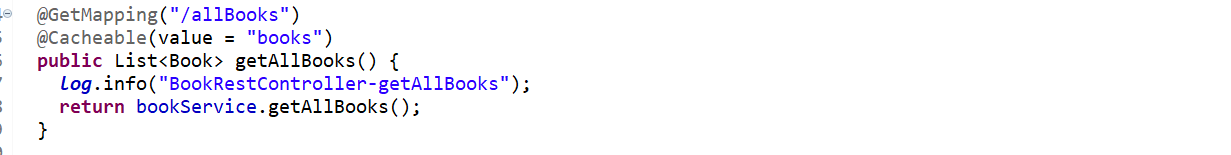 @GetMapping("/allBooks")
@Cacheable(value = "books")
public List<Book> getAllBooks() {
log.info("BookRestController-getAllBooks");
return bookService.getAllBooks();
}